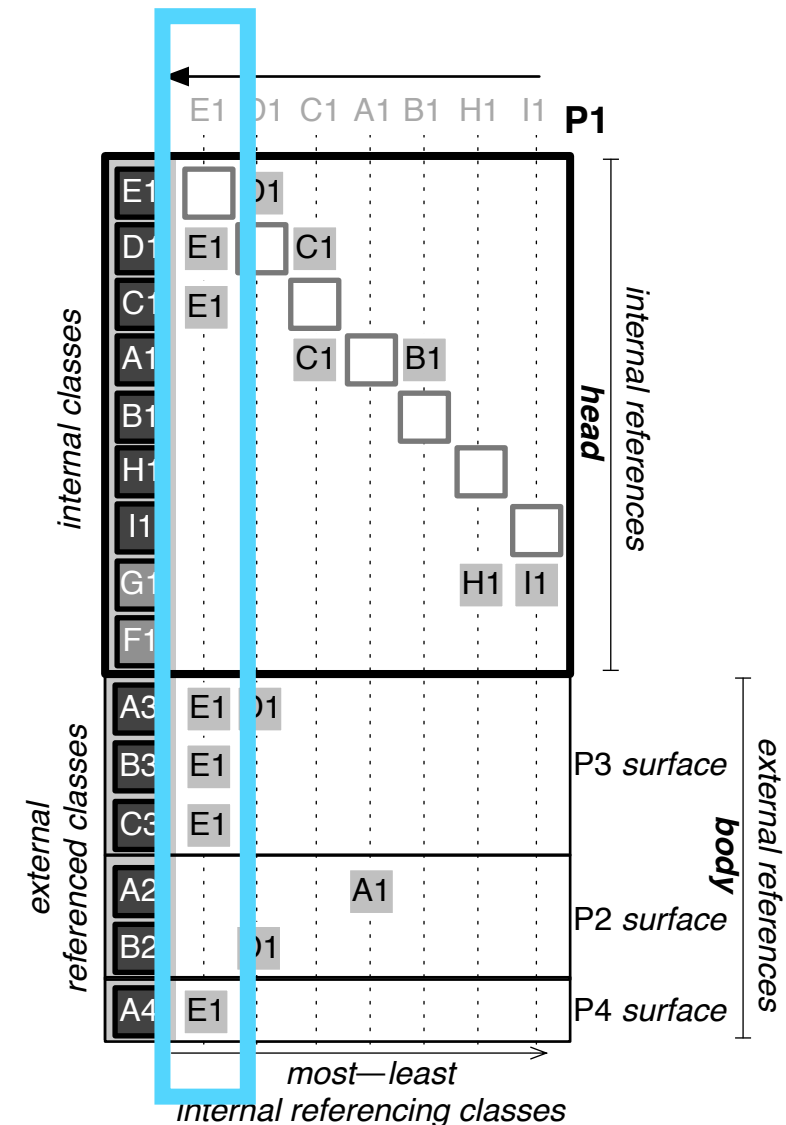 E1 D1 C1 A1 B1 H1 I1 P1
E1 D1
D1 E1 C1
C1 E1
A1 C1 B1
B1
H1
I1
G1 H1 I1
F1
A3 E1 D1
B3 E1
C3 E1
A2 A1
B2 D1
A4 E1
internal classes
external
referenced classes
head
internal references
P3 surface
P2 surface
P4 surface
body
external references
most—least
internal referencing classes